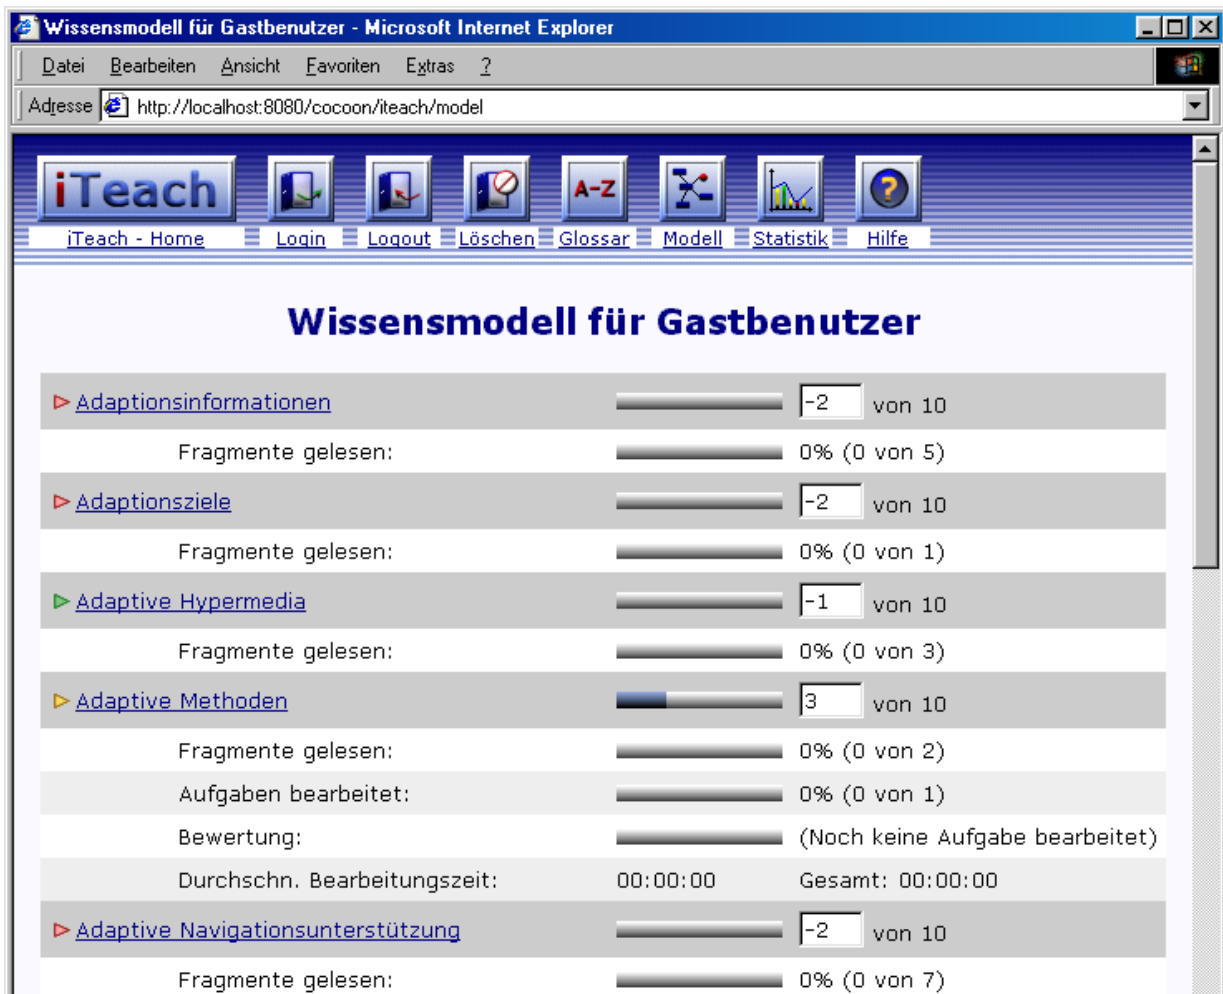 Wissensmodell für Gastbenutzer - Microsoft Internet Explorer
Datei Bearbeiten Ansicht Favoriten Extras ?
Adresse http://localhost:8080/cocoon/iteach/model
iTeach A-Z ?
iTeach - Home Login Logout Löschen Glossar Modell Statistik Hilfe
Wissensmodell für Gastbenutzer
Adaptionsinformationen -2 von 10
Fragmente gelesen: 0% (0 von 5)
Adaptionsziele -2 von 10
Fragmente gelesen: 0% (0 von 1)
Adaptive Hypermedia -1 von 10
Fragmente gelesen: 0% (0 von 3)
Adaptive Methoden 3 von 10
Fragmente gelesen: 0% (0 von 2)
Aufgaben bearbeitet: 0% (0 von 1)
Bewertung: (Noch keine Aufgabe bearbeitet)
Durchschn. Bearbeitungszeit: 00:00:00 Gesamt: 00:00:00
Adaptive Navigationsunterstützung -2 von 10
Fragmente gelesen: 0% (0 von 7)